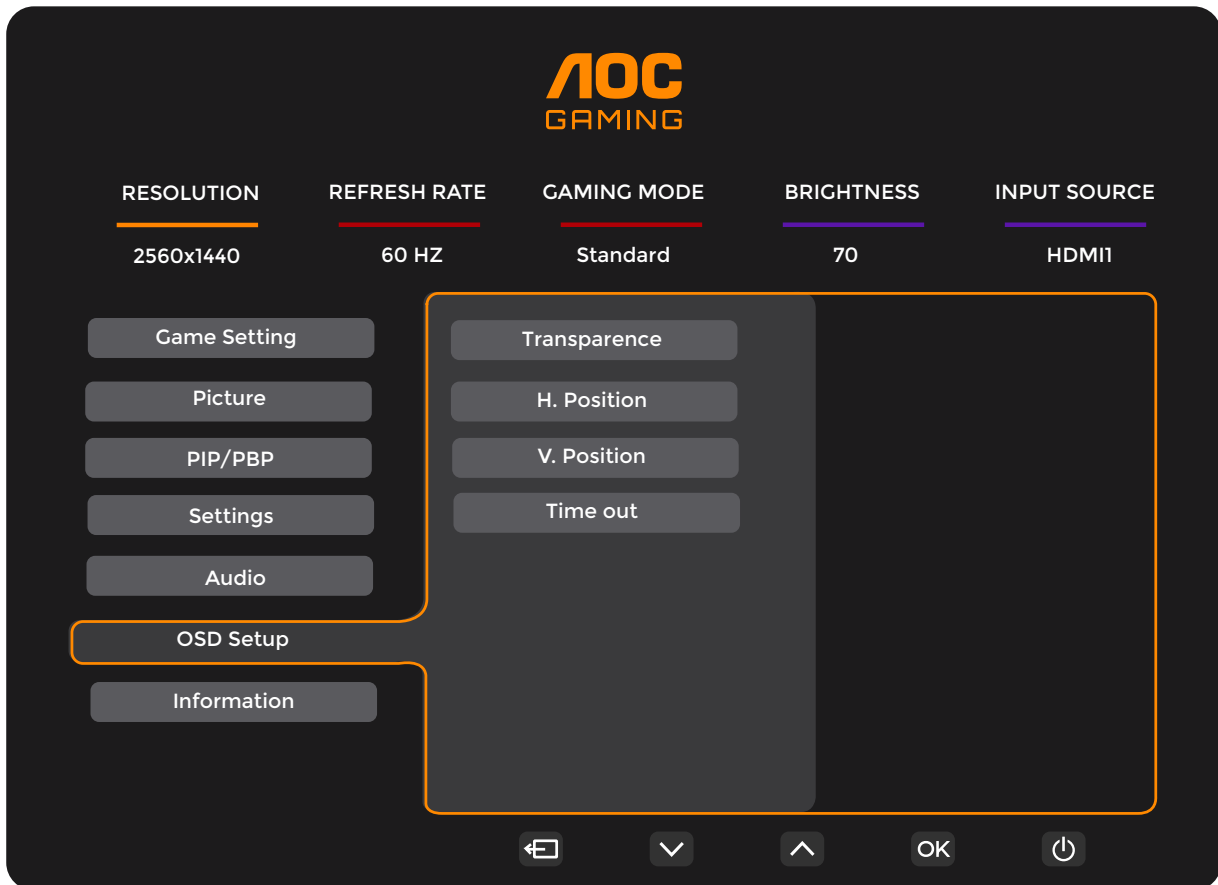 AOC
GAMING
RESOLUTION REFRESH RATE GAMING MODE BRIGHTNESS INPUT SOURCE
2560x1440 60 HZ Standard 70 HDMI1
Game Setting
Picture
PIP/PBP
Settings
Audio
OSD Setup
Information
Transparence
H. Position
V. Position
Time out
OK